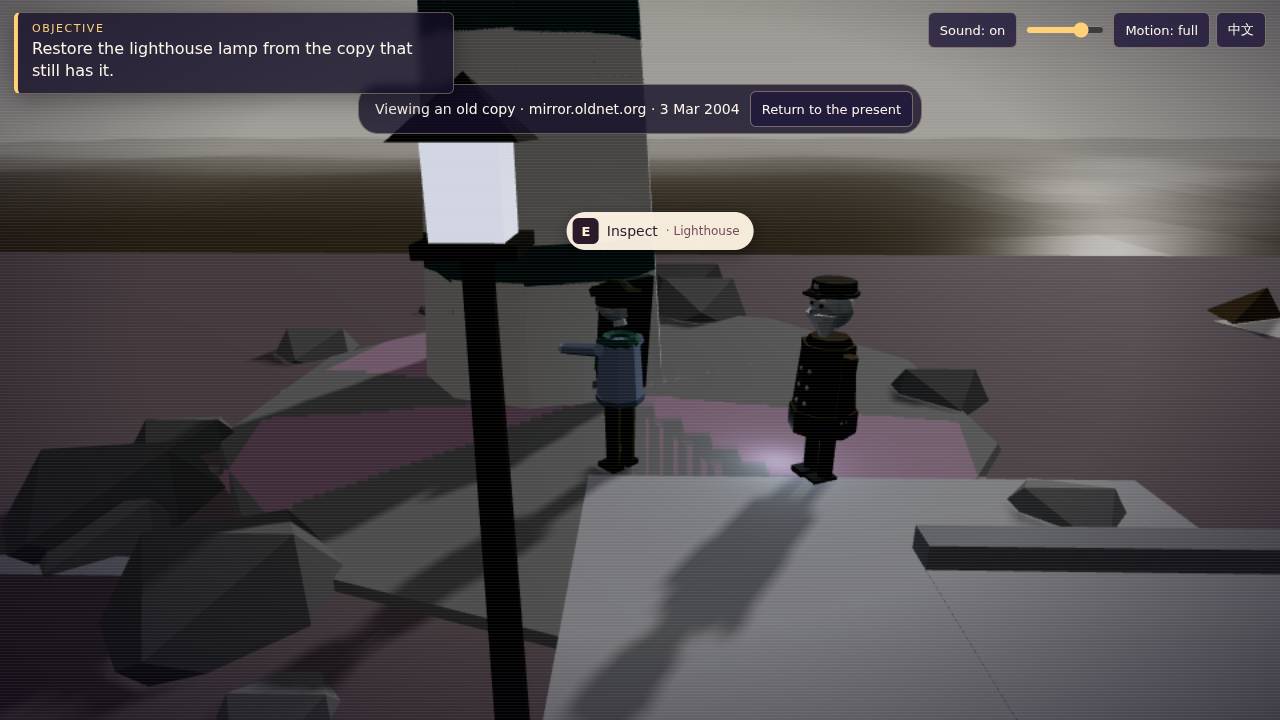 OBJECTIVE
Restore the lighthouse lamp from the copy that
still has it.
Sound: on
Motion: full
中文
Viewing an old copy · mirror.oldnet.org · 3 Mar 2004
Return to the present
E Inspect · Lighthouse